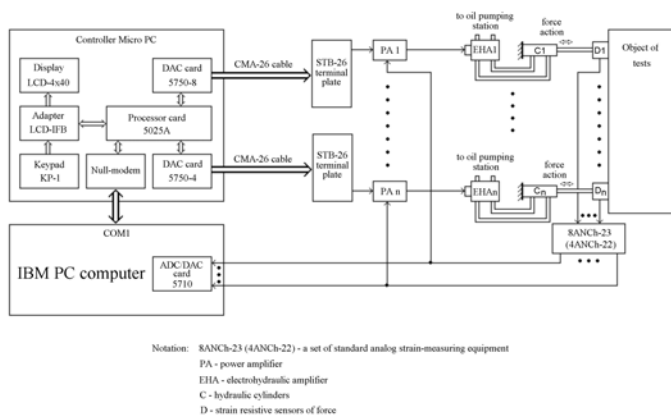 Controller Micro PC
Display
LCD-4x40
DAC card
5750-8
Adapter
LCD-IFB
Processor card
5025A
Keypad
KP-1
Null-modem
DAC card
5750-4
CMA-26 cable
STB-26
terminal
plate
CMA-26 cable
STB-26
terminal
plate
PA 1
PA n
to oil pumping
station
EHA1
force
action
C1
D1
Object of
tests
to oil pumping
station
EHAn
force
action
Cn
Dn
8ANCh-23
(4ANCh-22)
COM1
IBM PC computer
ADC/DAC
card
5710
Notation: 8ANCh-23 (4ANCh-22) - a set of standard analog strain-measuring equipment
PA - power amplifier
EHA - electrohydraulic amplifier
C - hydraulic cylinders
D - strain resistive sensors of force